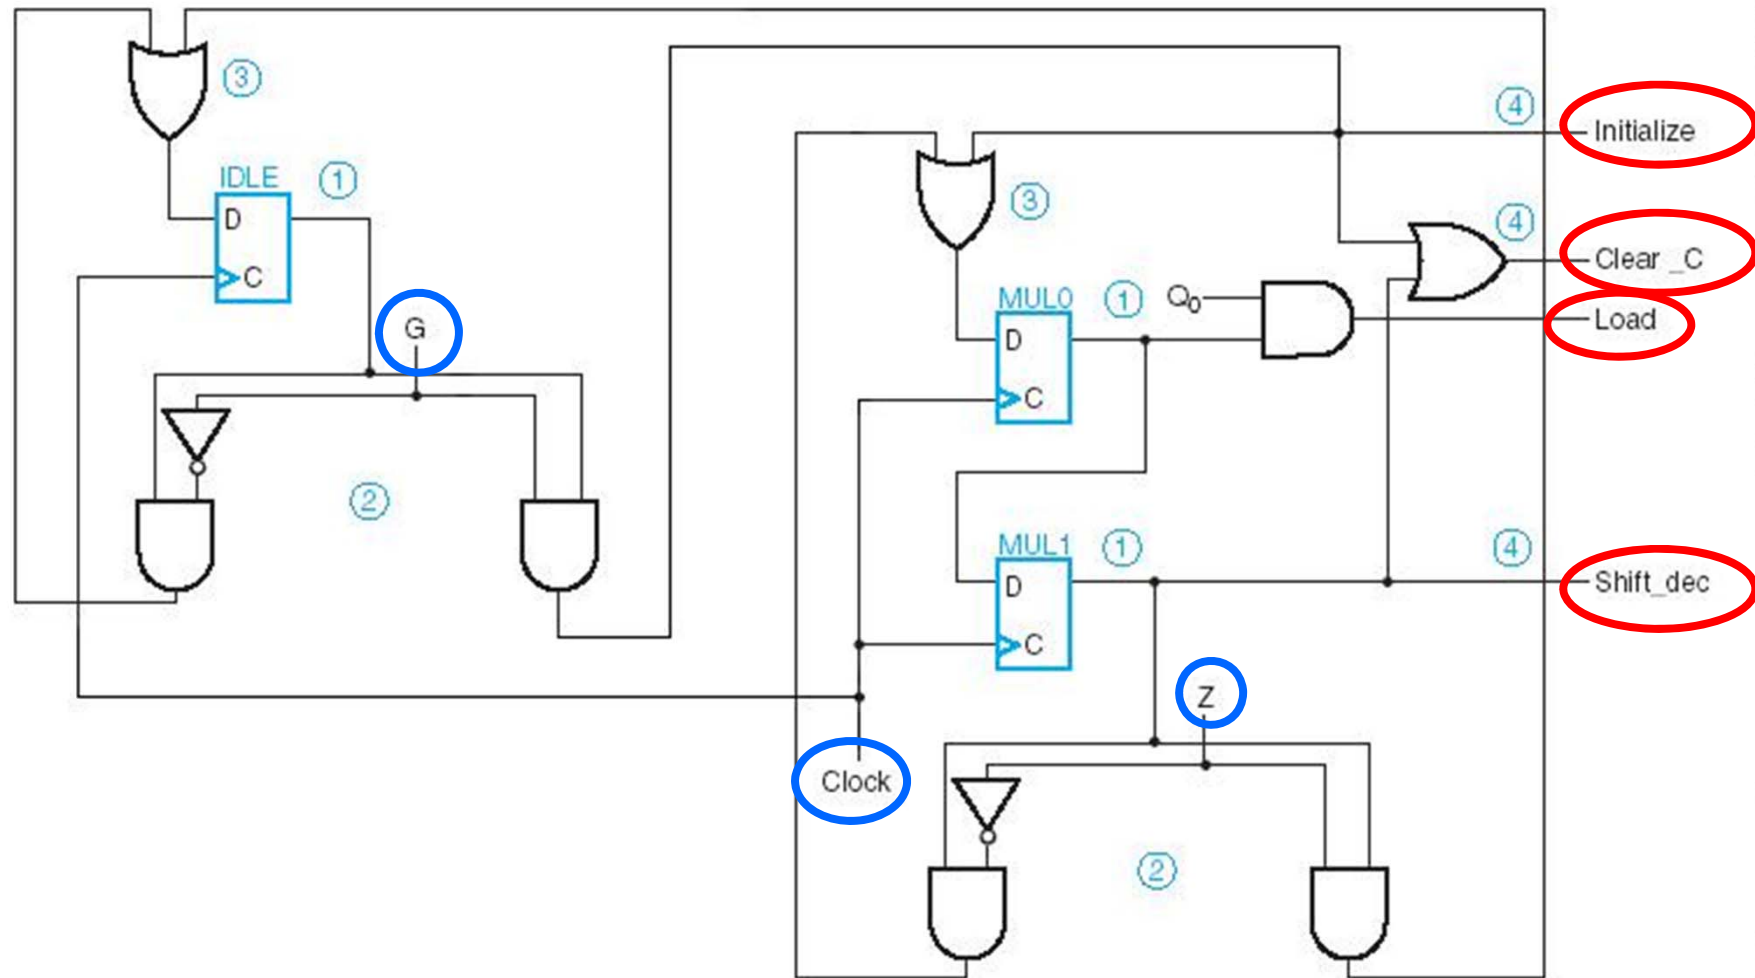 ③
④
Initialize
IDLE
①
③
④
D
Clear _C
C
MUL0
①
Q0
Load
G
D
C
②
MUL1
①
④
D
Shift_dec
C
Z
Clock
②